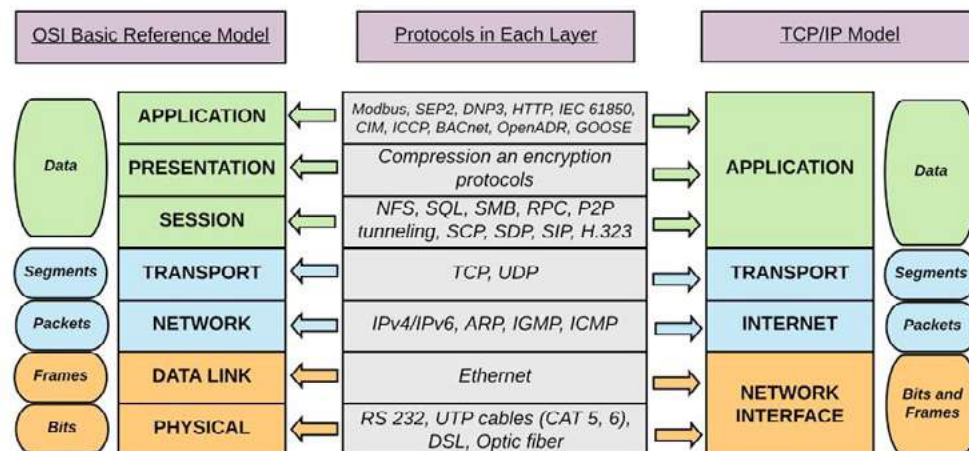 OSI Basic Reference Model
Protocols in Each Layer
TCP/IP Model
Data
APPLICATION
PRESENTATION
SESSION
Modbus, SEP2, DNP3, HTTP, IEC 61850,
CIM, ICCP, BACnet, OpenADR, GOOSE
Compression an encryption
protocols
NFS, SQL, SMB, RPC, P2P
tunneling, SCP, SDP, SIP, H.323
APPLICATION
Data
Segments
TRANSPORT
TCP, UDP
TRANSPORT
Segments
Packets
NETWORK
IPv4/IPv6, ARP, IGMP, ICMP
INTERNET
Packets
Frames
DATA LINK
Ethernet
Bits
PHYSICAL
RS 232, UTP cables (CAT 5, 6),
DSL, Optic fiber
NETWORK
INTERFACE
Bits and
Frames